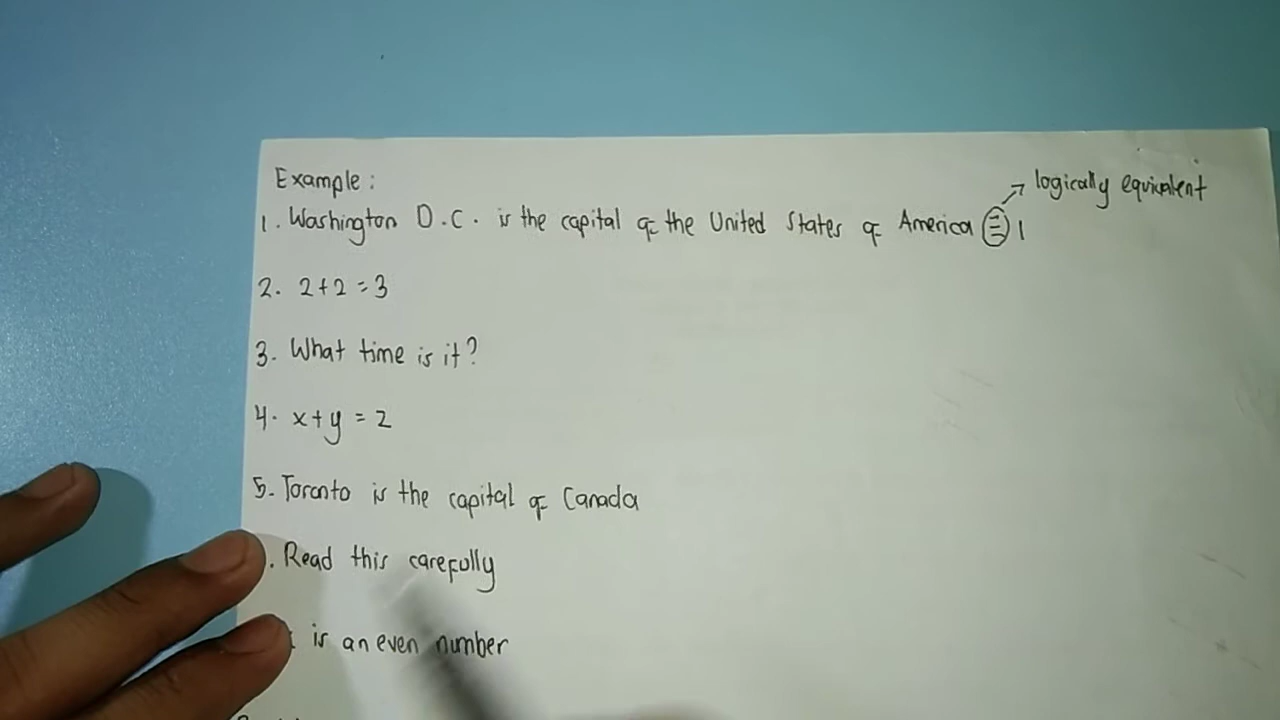 Example:
logically equivalent
1. Washington D.C. is the capital of the United States of America ≡ 1
2. 2+2=3
3. What time is it?
4. x+y = 2
5. Toronto is the capital of Canada
. Read this carefully
is an even number